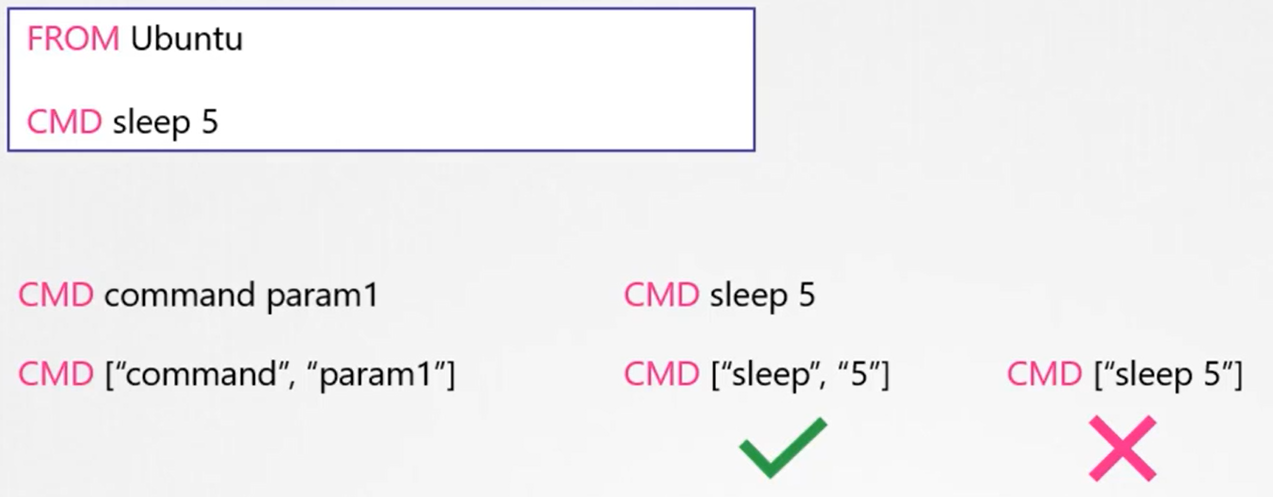 FROM Ubuntu
CMD sleep 5
CMD command param1
CMD sleep 5
CMD [“command”, “param1”]
CMD [“sleep”, “5”]
CMD [“sleep 5”]